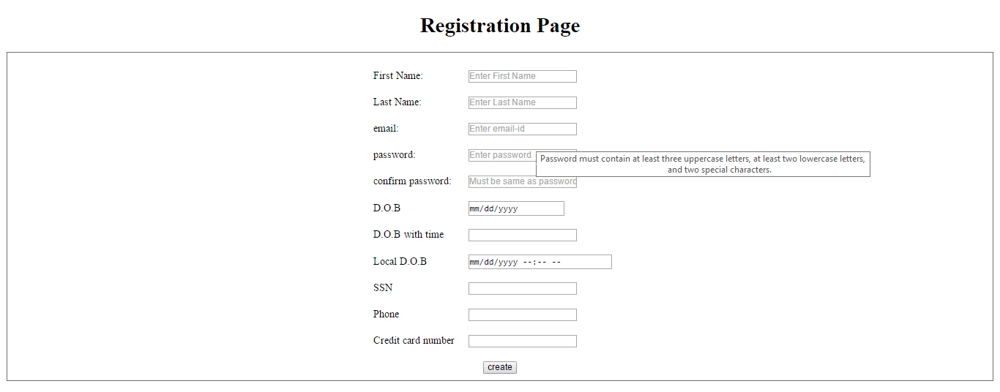 Registration Page
First Name: Enter First Name
Last Name: Enter Last Name
email: Enter email-id
password: Enter password
Password must contain at least three uppercase letters, at least two lowercase letters,
and two special characters.
confirm password: Must be same as password
D.O.B mm/dd/yyyy
D.O.B with time
Local D.O.B mm/dd/yyyy --:-- --
SSN
Phone
Credit card number
create